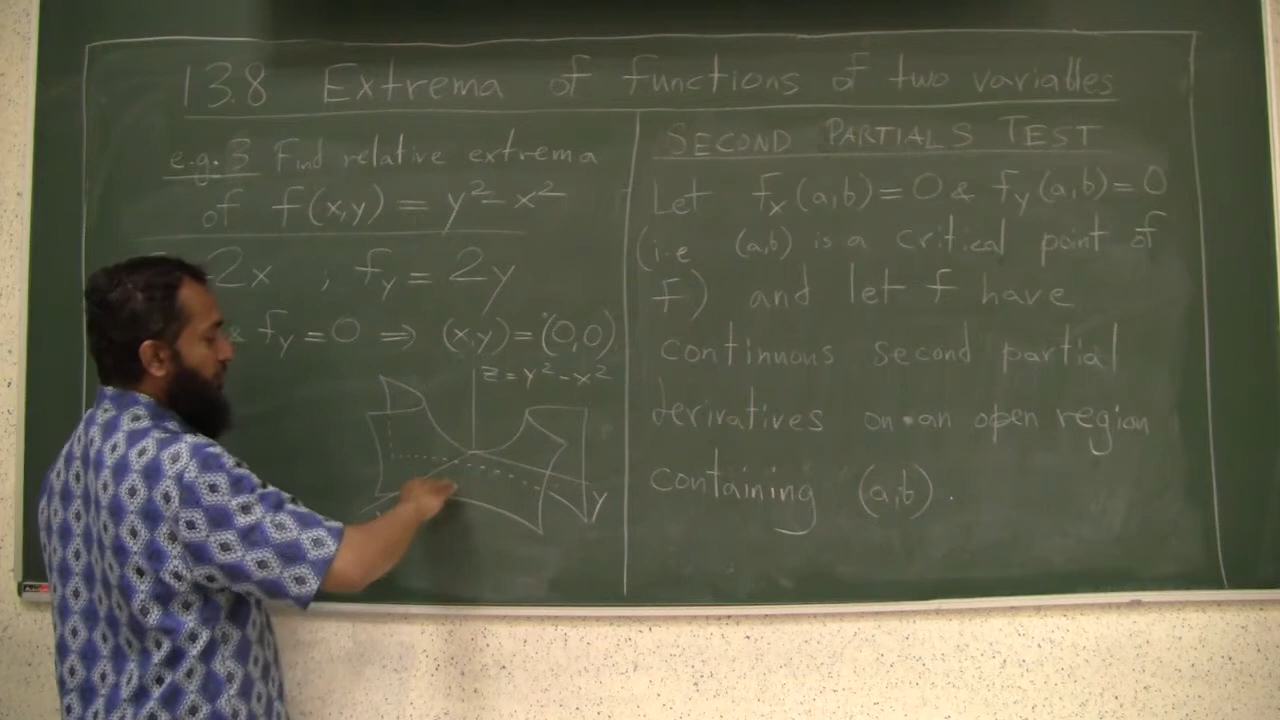 13.8 Extrema of functions of two variables
e.g. 3 Find relative extrema
of f(x,y) = y² - x²
2x , fy = 2y
& fy = 0 ⇒ (x,y) = (0,0)
z = y² - x²
y
SECOND PARTIALS TEST
Let fx(a,b) = 0 & fy(a,b) = 0
(i.e (a,b) is a critical point of
f) and let f have
continuous second partial
derivatives on an open region
containing (a,b).